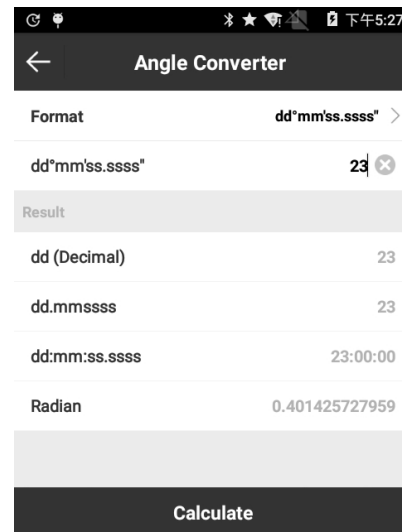 下午5:27
Angle Converter
Format dd°mm'ss.ssss" >
dd°mm'ss.ssss" 23
Result
dd (Decimal) 23
dd.mmssss 23
dd:mm:ss.ssss 23:00:00
Radian 0.401425727959
Calculate